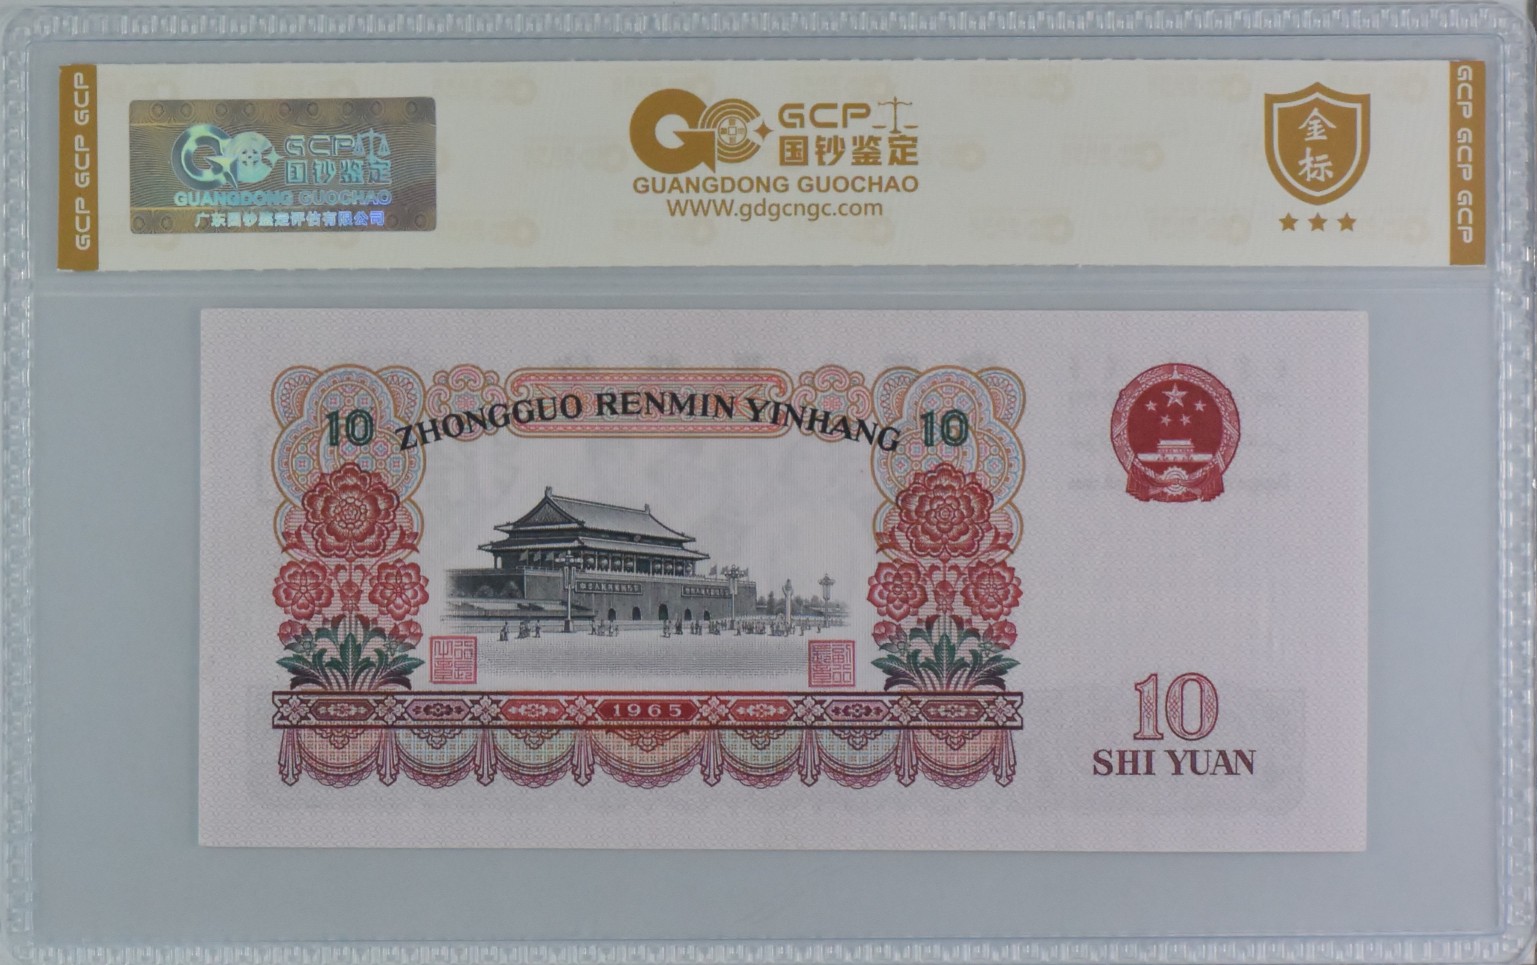 GCP GCP GCP
GCP
国钞鉴定
GUANGDONG GUOCHAO
广东国钞鉴定评估有限公司
GCP
国钞鉴定
GUANGDONG GUOCHAO
WWW.gdgcngc.com
金
标
GCP GCP GCP
ZHONGGUO RENMIN YINHANG
10
10
1965
10
SHI YUAN